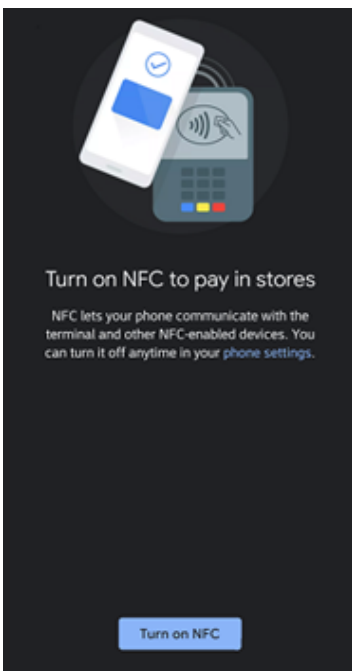 Turn on NFC to pay in stores
NFC lets your phone communicate with the
terminal and other NFC-enabled devices. You
can turn it off anytime in your phone settings.
Turn on NFC